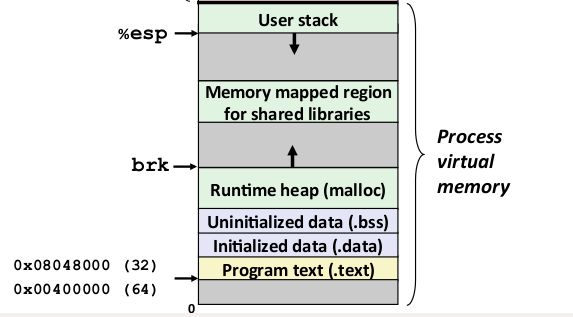 User stack
%esp
Memory mapped region
for shared libraries
Process
virtual
memory
brk
Runtime heap (malloc)
Uninitialized data (.bss)
Initialized data (.data)
0x08048000 (32)
Program text (.text)
0x00400000 (64)
0